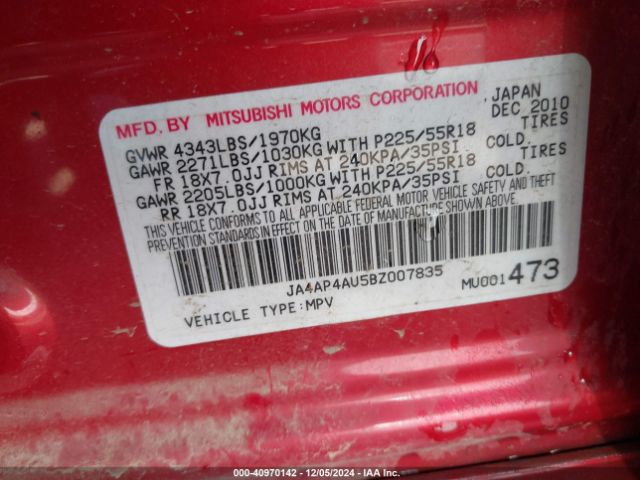 MFD. BY MITSUBISHI MOTORS CORPORATION JAPAN
GVWR 4343LBS/1970KG DEC 2010
GAWR 2271LBS/1030KG WITH P225/55R18 TIRES
FR 18X7.0JJ RIMS AT 240KPA/35PSI COLD.
GAWR 2205LBS/1000KG WITH P225/55R18 TIRES
RR 18X7.0JJ RIMS AT 240KPA/35PSI COLD.
THIS VEHICLE CONFORMS TO ALL APPLICABLE FEDERAL MOTOR VEHICLE SAFETY AND THEFT
PREVENTION STANDARDS IN EFFECT ON THE DATE OF MANUFACTURE SHOWN ABOVE.
JA4AP4AU5BZ007835
VEHICLE TYPE:MPV MU001473
000-40970142 - 12/05/2024 - IAA Inc.